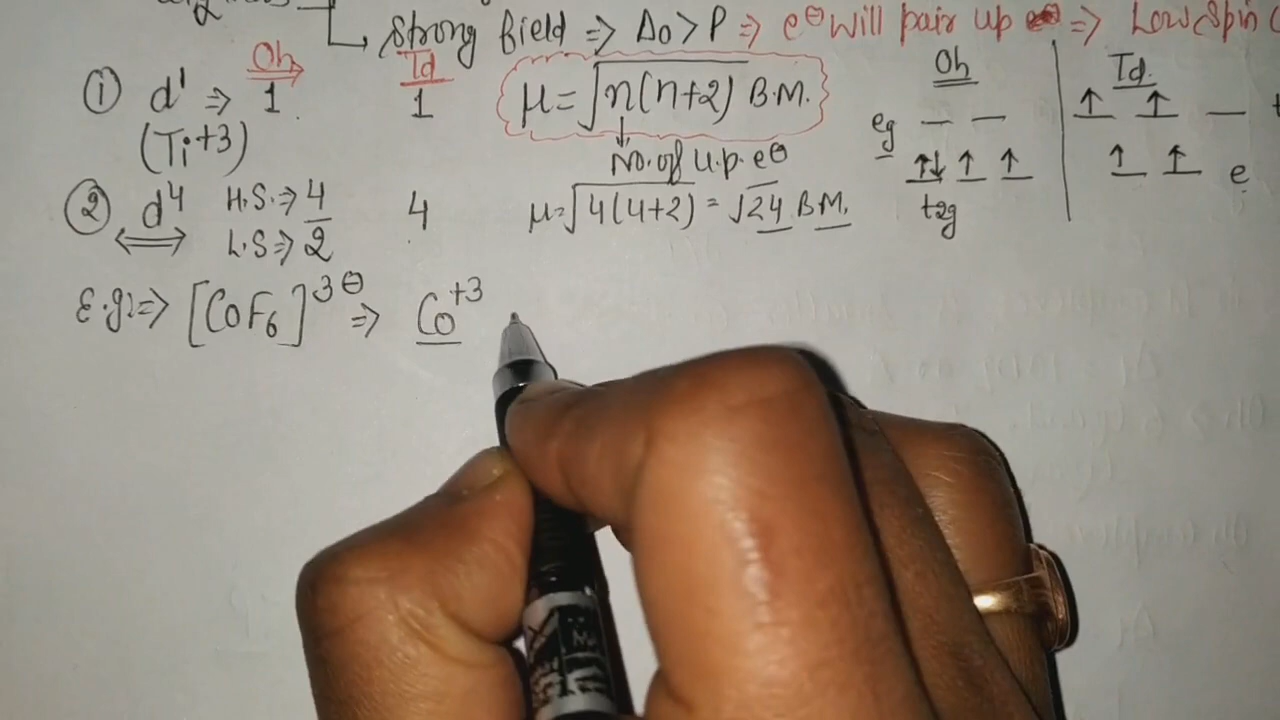 Strong field ⇒ Δo > P ⇒ e⊖ will pair up ⇒ Low Spin
Oh Td
① d¹ ⇒ 1 1 μ = √n(n+2) B.M.
(Ti+3)
No. of u.p. e⊖
② d⁴ H.S. ⇒ 4 4 μ = √4(4+2) = √24 B.M.
L.S ⇒ 2
E.g. ⇒ [CoF₆]³⊖ ⇒ Co+3
Oh
eg — —
↑↓ ↑ ↑
t2g
Td.
↑ ↑ — t
↑ ↑ e